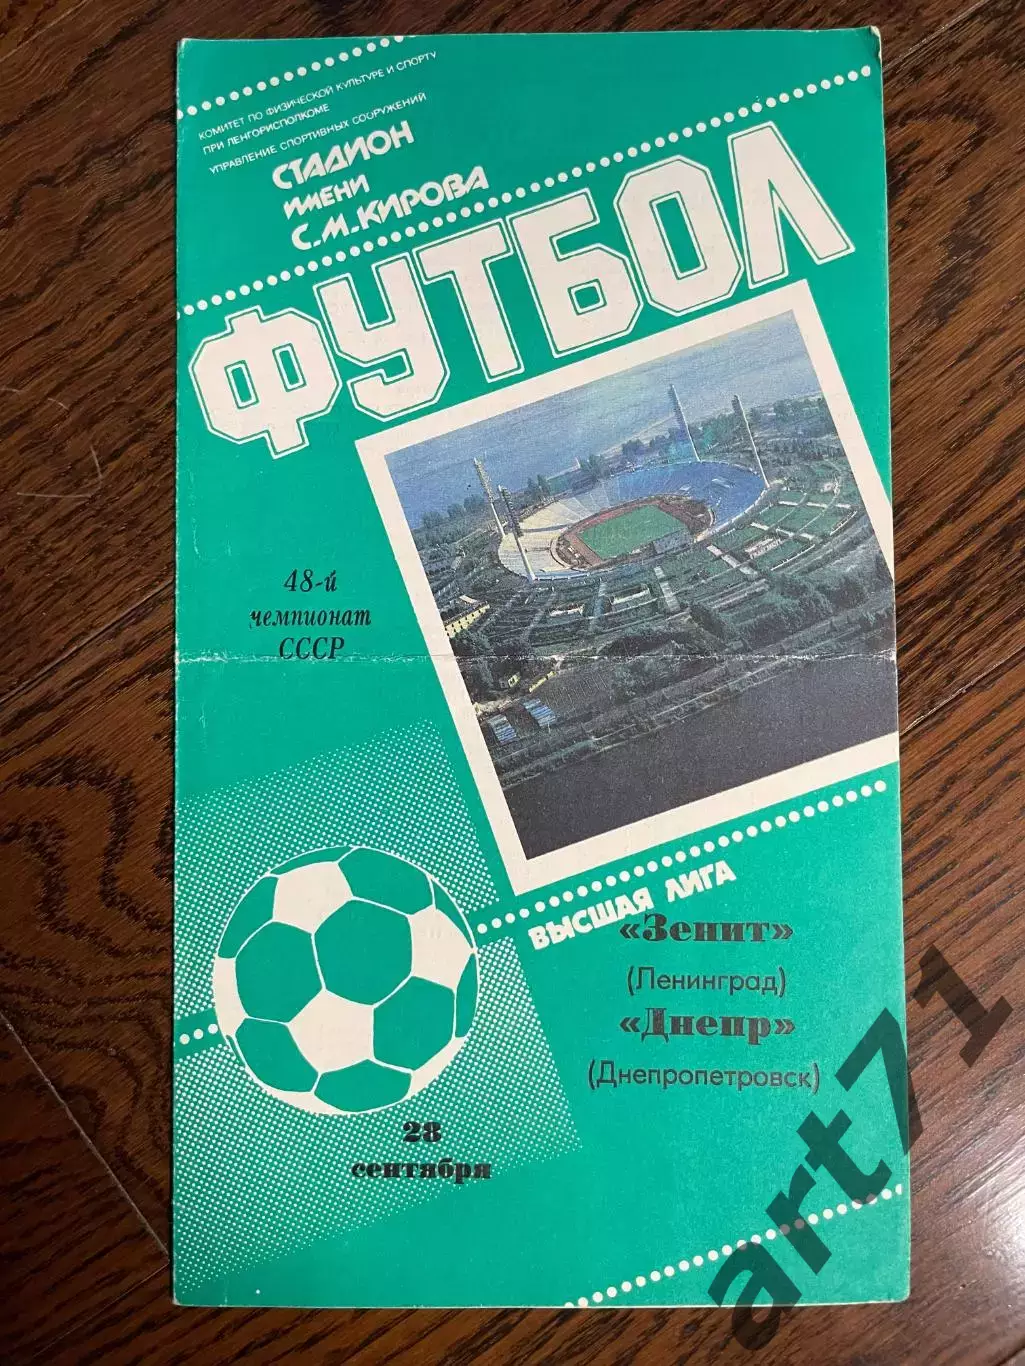 КОМИТЕТ ПО ФИЗИЧЕСКОЙ КУЛЬТУРЕ И СПОРТУ
ПРИ ЛЕНГОРИСПОЛКОМЕ
УПРАВЛЕНИЕ СПОРТИВНЫХ СООРУЖЕНИЙ
СТАДИОН
ИМЕНИ
С.М.КИРОВА
ФУТБОЛ
48-й
чемпионат
СССР
ВЫСШАЯ ЛИГА
«Зенит»
(Ленинград)
«Днепр»
(Днепропетровск)
28
сентября
art71